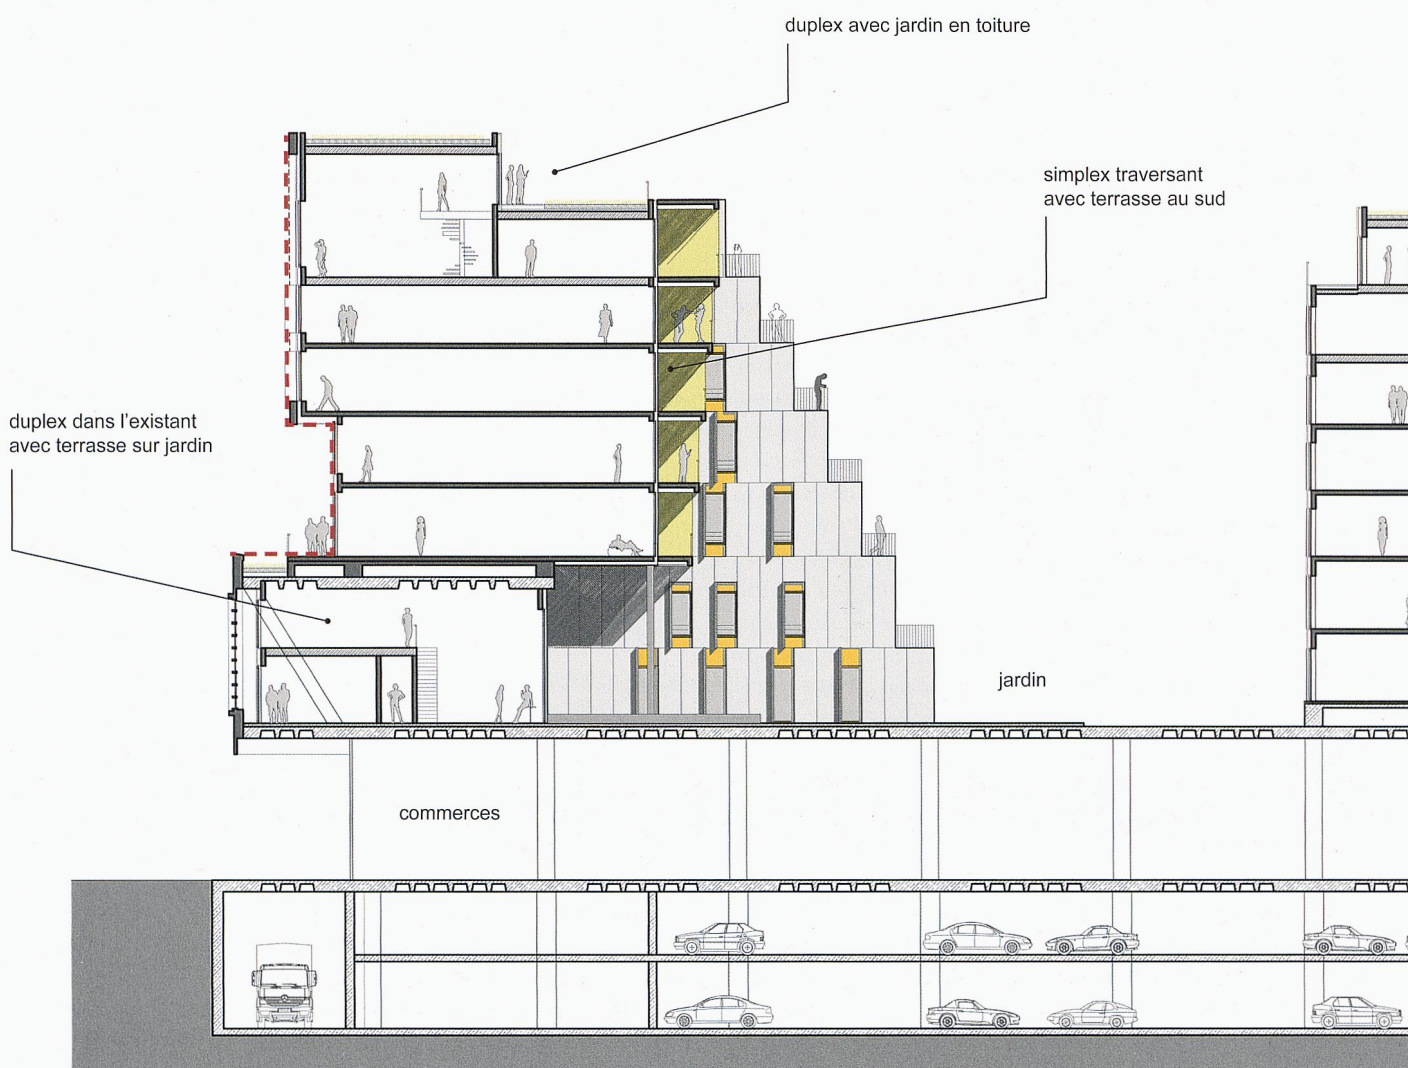 duplex avec jardin en toiture
simplex traversant
avec terrasse au sud
duplex dans l'existant
avec terrasse sur jardin
jardin
commerces